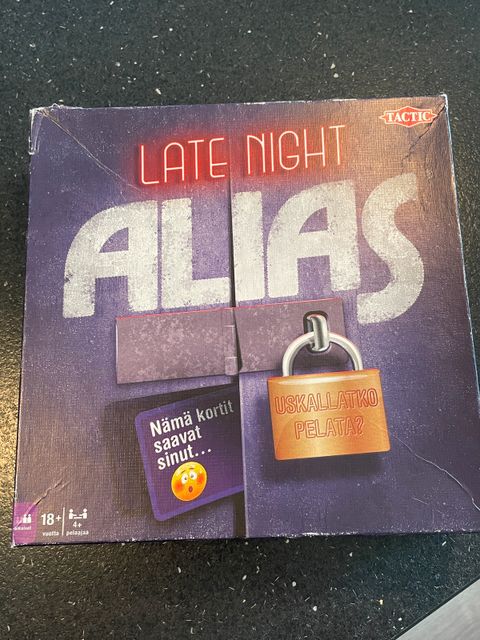 TACTIC
LATE NIGHT
ALIAS
USKALLATKO
PELATA?
Nämä kortit
saavat
sinut...
18+
vuotta
4+
pelaajaa